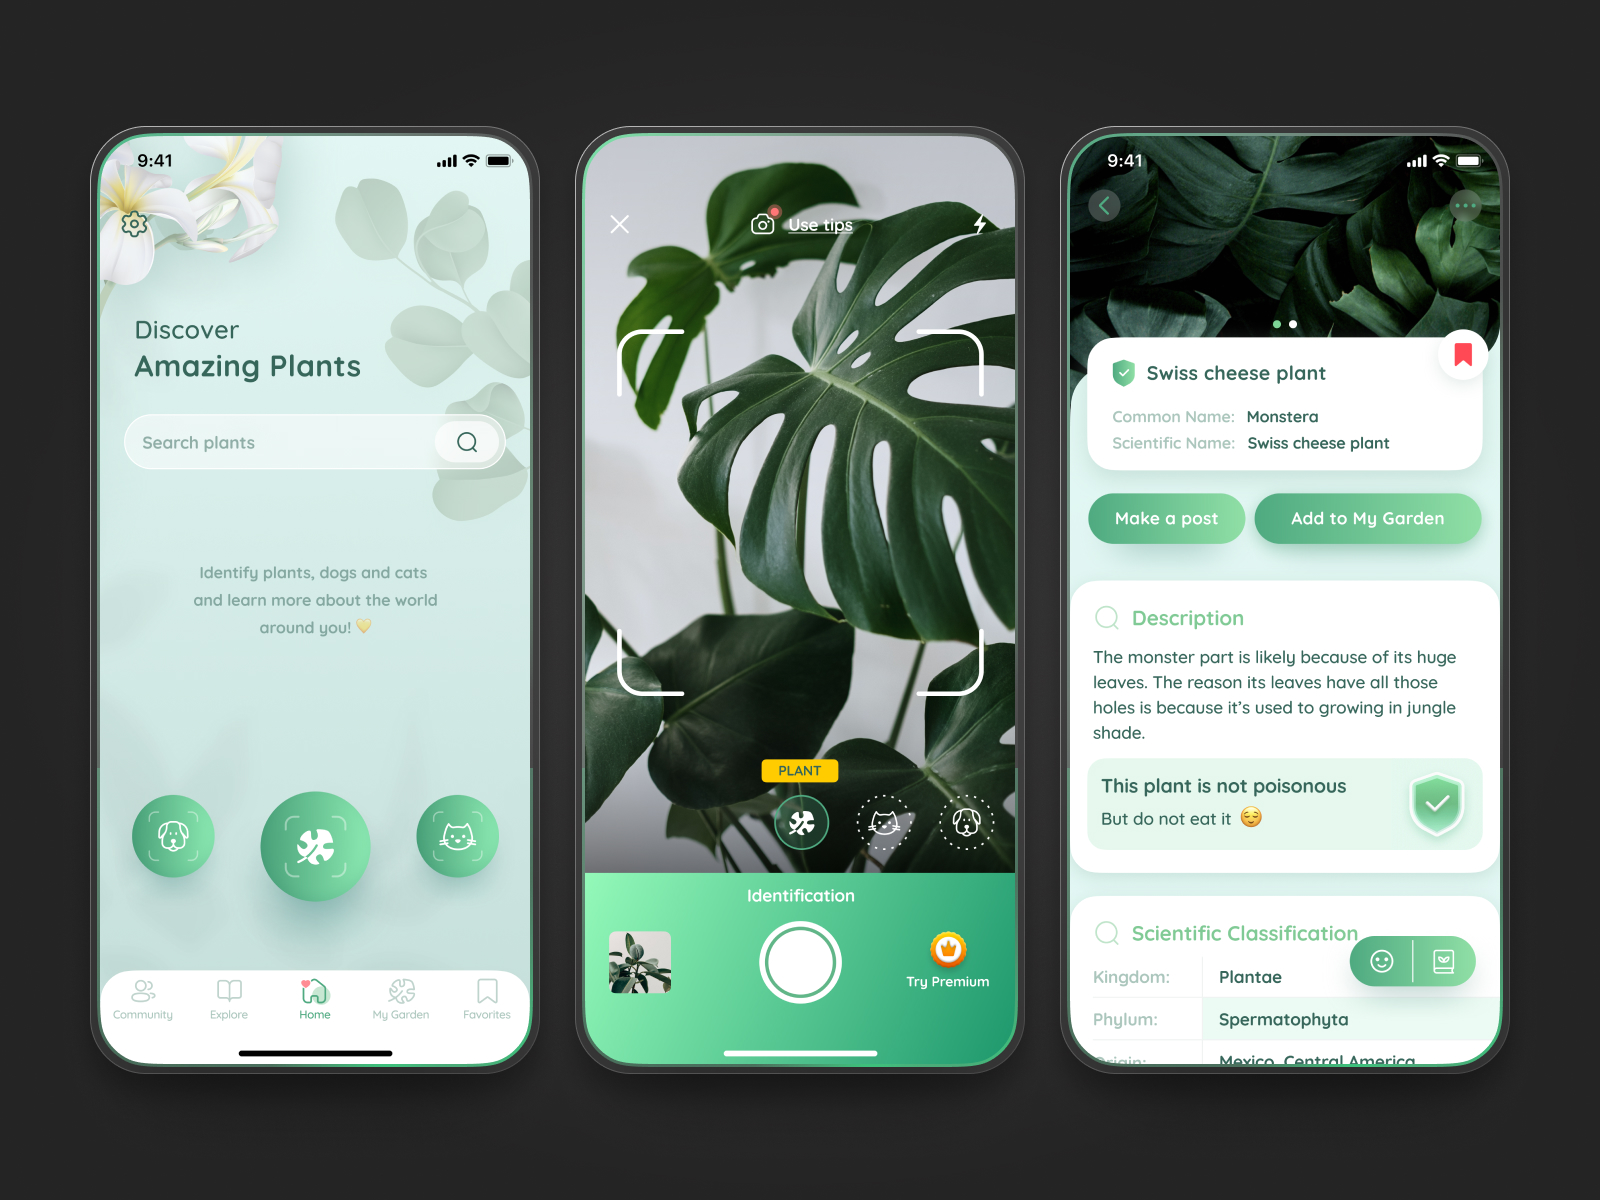 9:41
Discover
Amazing Plants
Search plants
Identify plants, dogs and cats
and learn more about the world
around you! 💛
Community
Explore
Home
My Garden
Favorites
Use tips
PLANT
Identification
Try Premium
9:41
Swiss cheese plant
Common Name: Monstera
Scientific Name: Swiss cheese plant
Make a post
Add to My Garden
Description
The monster part is likely because of its huge
leaves. The reason its leaves have all those
holes is because it’s used to growing in jungle
shade.
This plant is not poisonous
But do not eat it 😌
Scientific Classification
Kingdom: Plantae
Phylum: Spermatophyta
Origin: Mexico, Central America